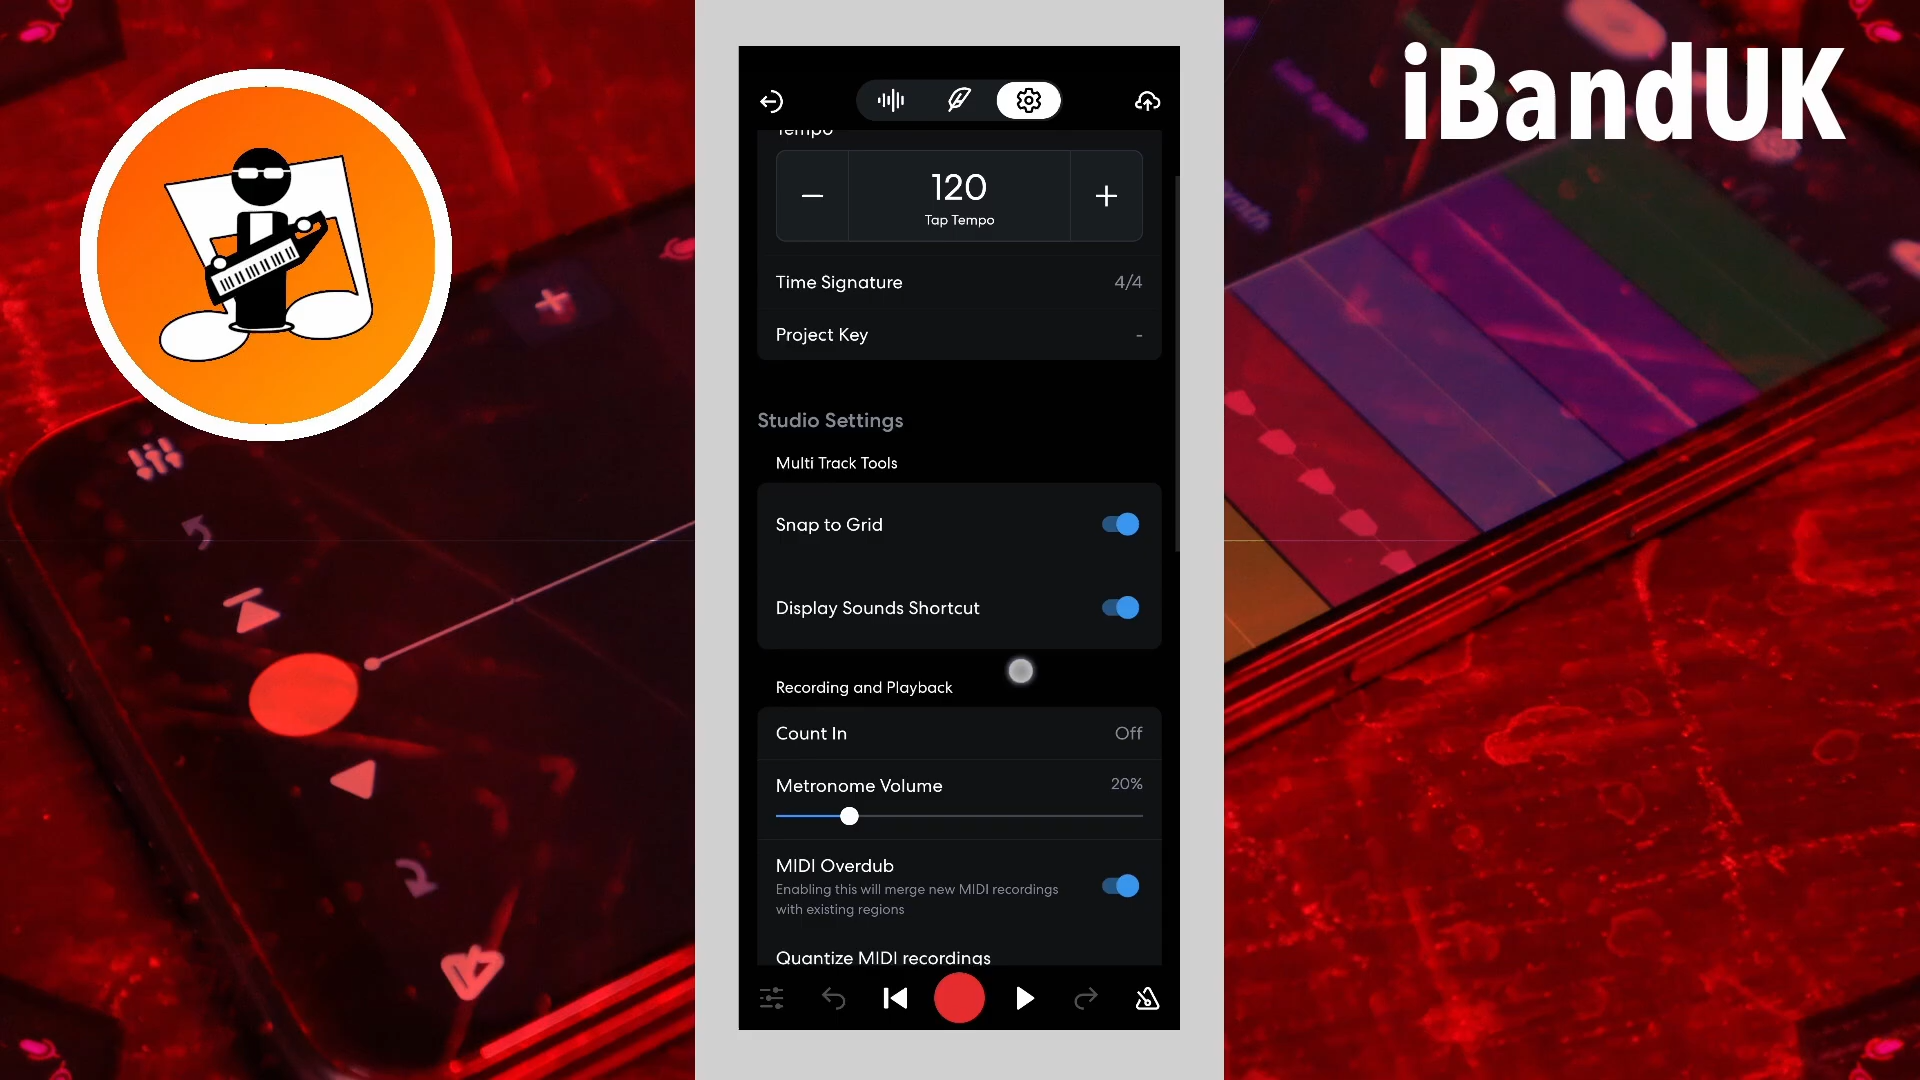 iBandUK
Tempo
120
Tap Tempo
Time Signature 4/4
Project Key -
Studio Settings
Multi Track Tools
Snap to Grid
Display Sounds Shortcut
Recording and Playback
Count In Off
Metronome Volume 20%
MIDI Overdub
Enabling this will merge new MIDI recordings
with existing regions
Quantize MIDI recordings